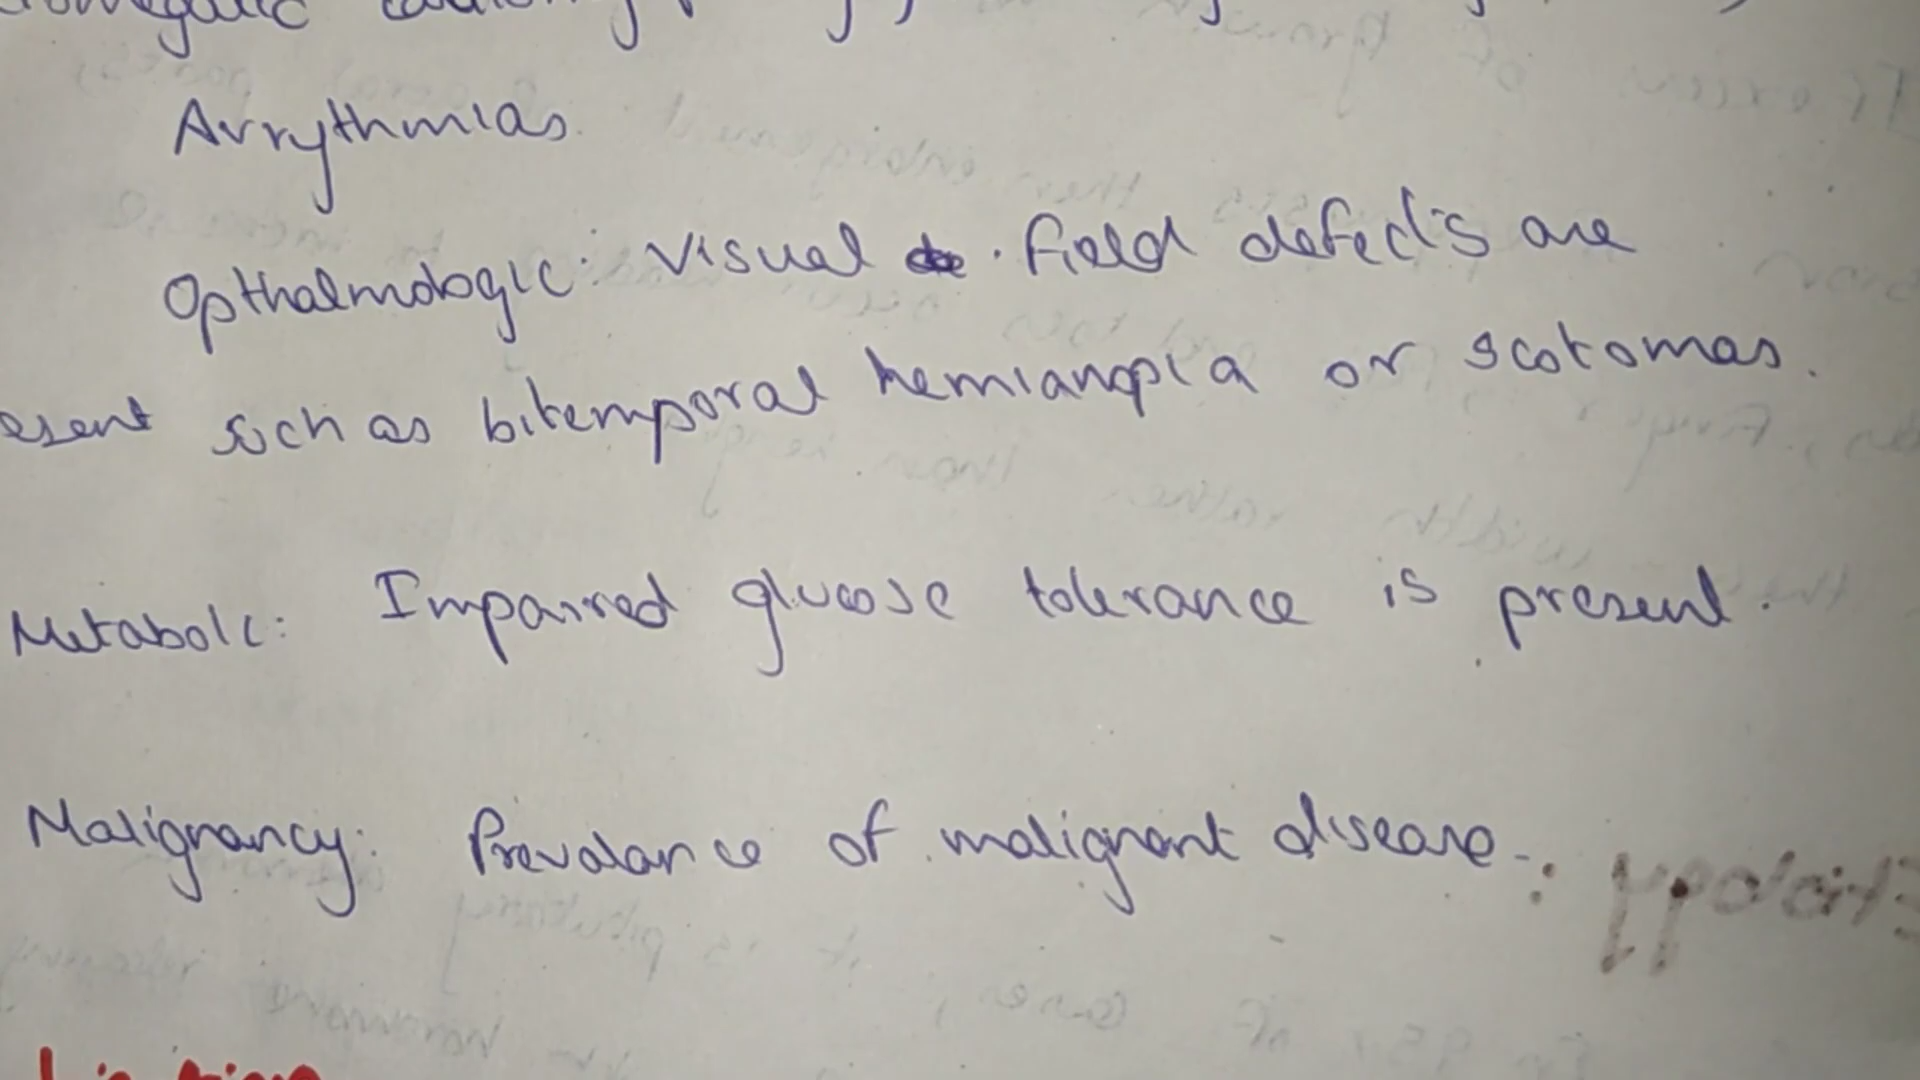 Arrythmias.
Opthalmologic: Visual field defects are
esent such as bitemporal hemianopia or scotomas.
Metabolc: Impaired glucose tolerance is present.
Malignancy: Prevalance of malignant disease.